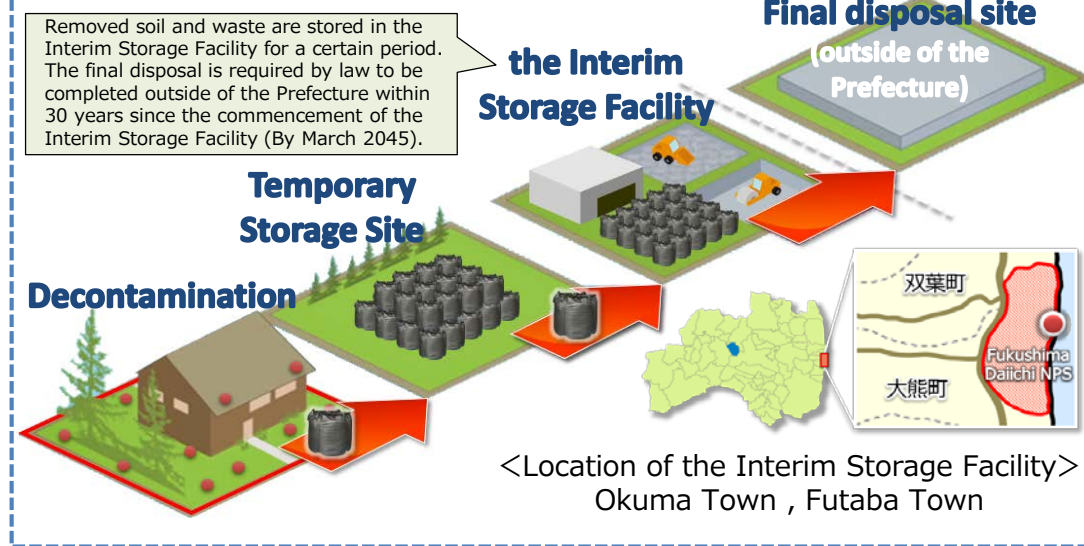 Removed soil and waste are stored in the
Interim Storage Facility for a certain period.
The final disposal is required by law to be
completed outside of the Prefecture within
30 years since the commencement of the
Interim Storage Facility (By March 2045).
Final disposal site
(outside of the
Prefecture)
the Interim
Storage Facility
Temporary
Storage Site
Decontamination
双葉町
Fukushima
Daiichi NPS
大熊町
<Location of the Interim Storage Facility>
Okuma Town , Futaba Town